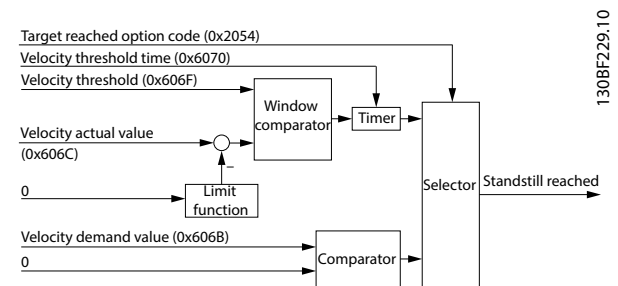 Target reached option code (0x2054)
Velocity threshold time (0x6070)
Velocity threshold (0x606F)
Window
comparator
Timer
Velocity actual value
(0x606C)
–
0
Limit
function
Selector
Standstill reached
Velocity demand value (0x606B)
0
Comparator
130BF229.10